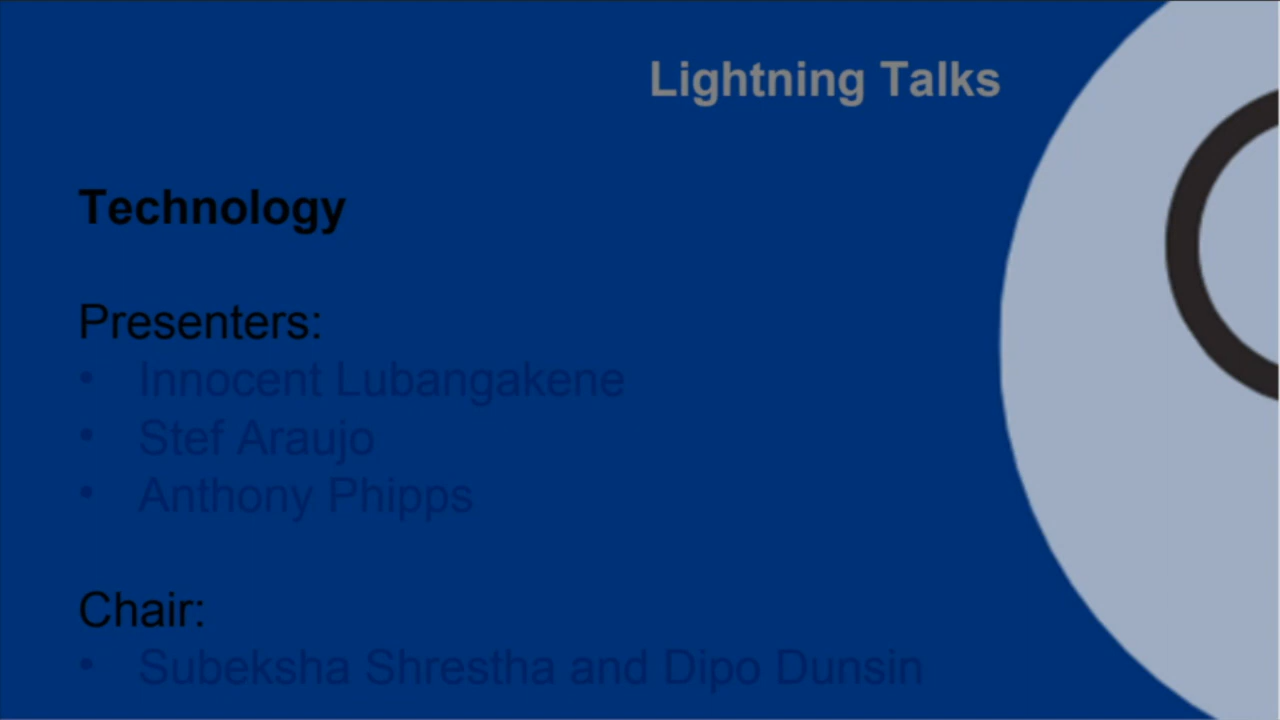 Lightning Talks
Technology
Presenters:
• Innocent Lubangakene
• Stef Araujo
• Anthony Phipps
Chair:
• Subeksha Shrestha and Dipo Dunsin